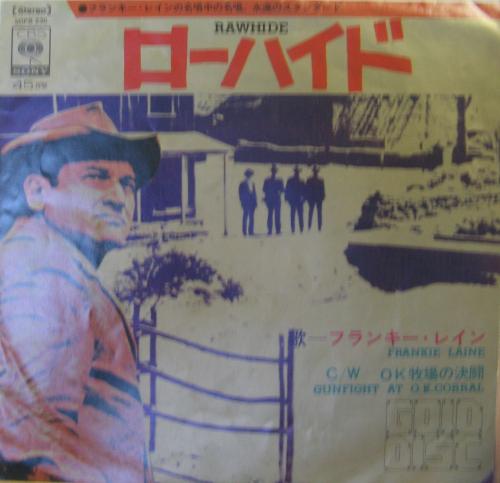 ●フランキー・レインの名唱中の名唱、永遠のスタンダード
Stereo
CBS
SONY
45
RAWHIDE
ローハイド
歌―フランキー・レイン
FRANKIE LAINE
C/W OK牧場の決闘
GUNFIGHT AT O.K.CORRAL
GOLD
DISC